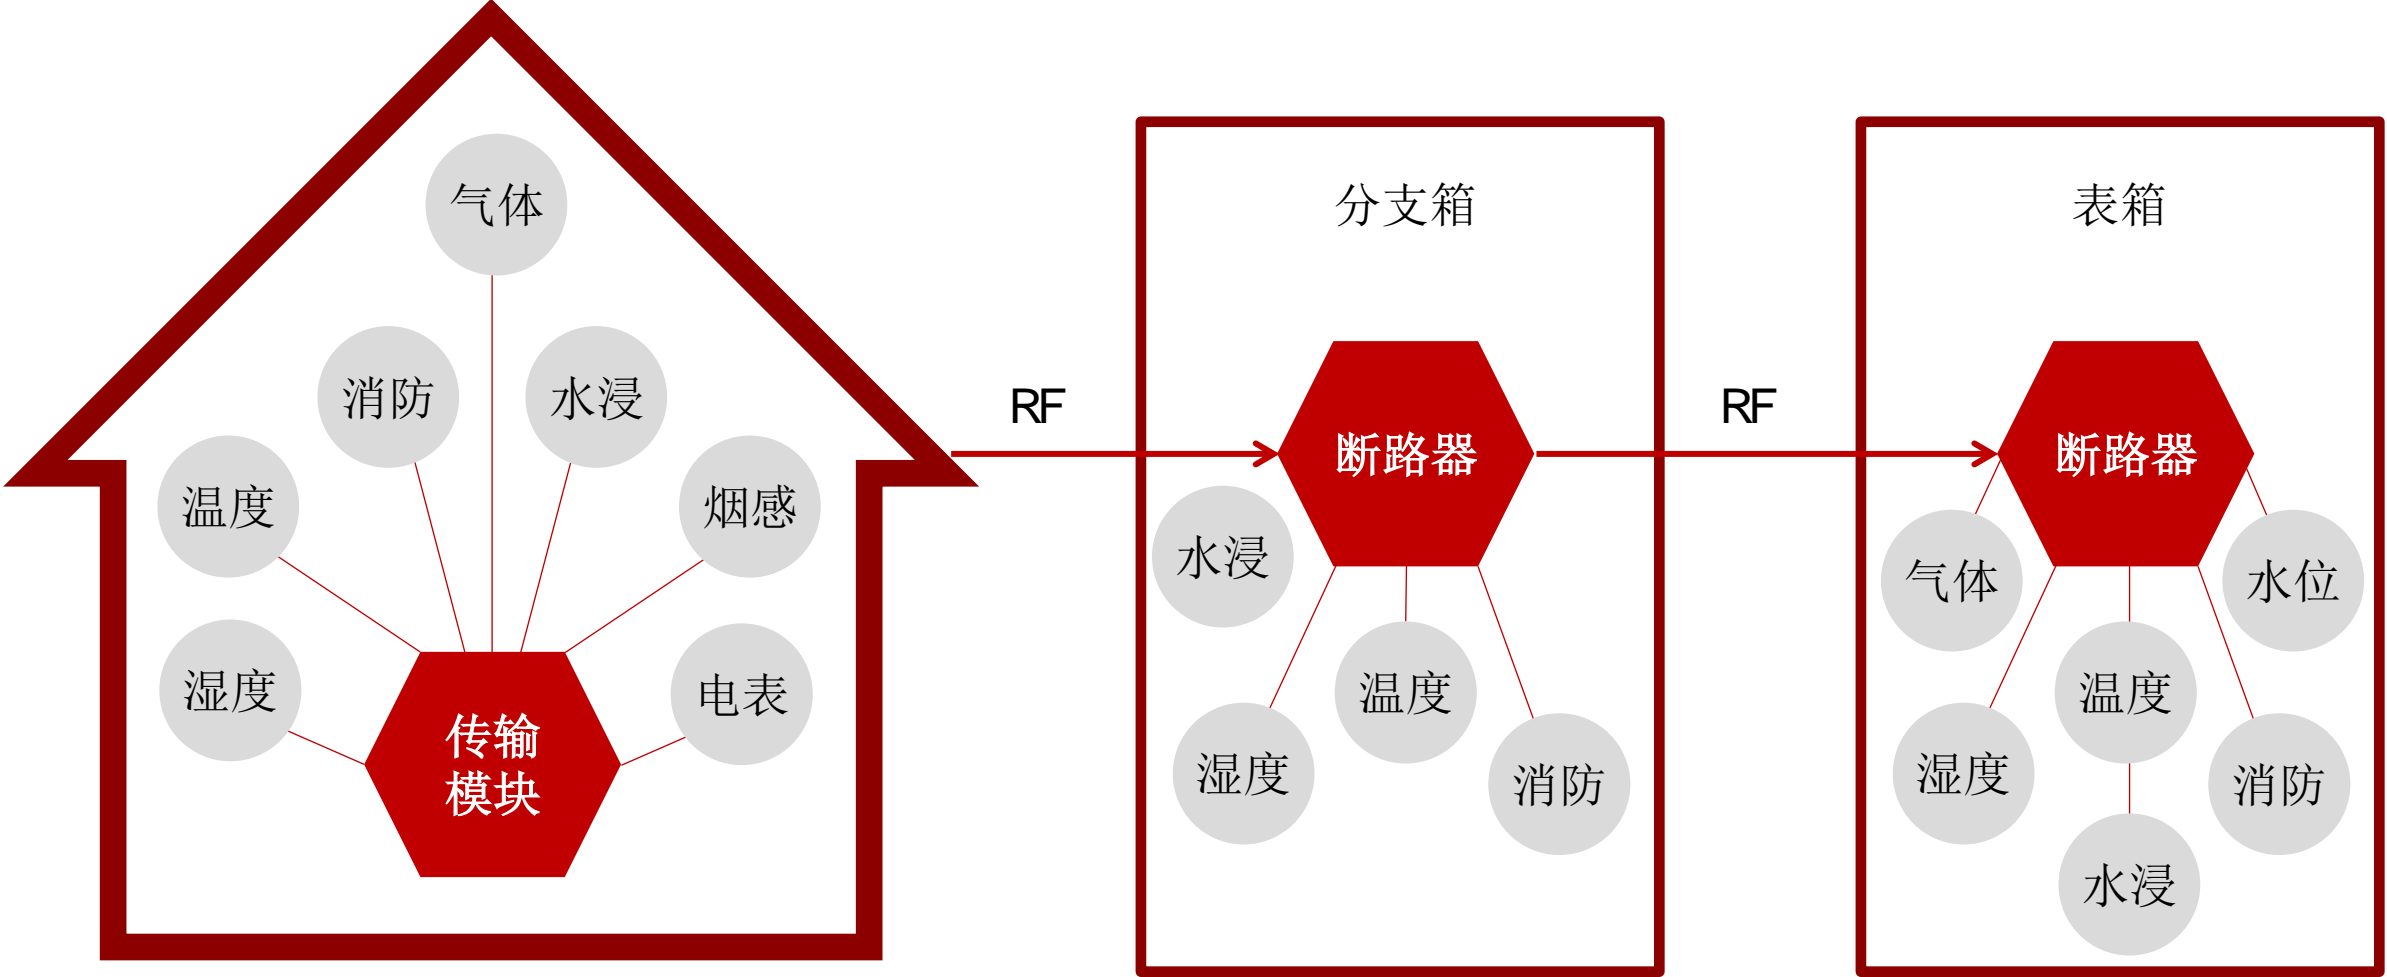 气体
消防
水浸
温度
烟感
湿度
电表
传输
模块
RF
分支箱
断路器
水浸
温度
湿度
消防
RF
表箱
断路器
气体
水位
温度
湿度
消防
水浸